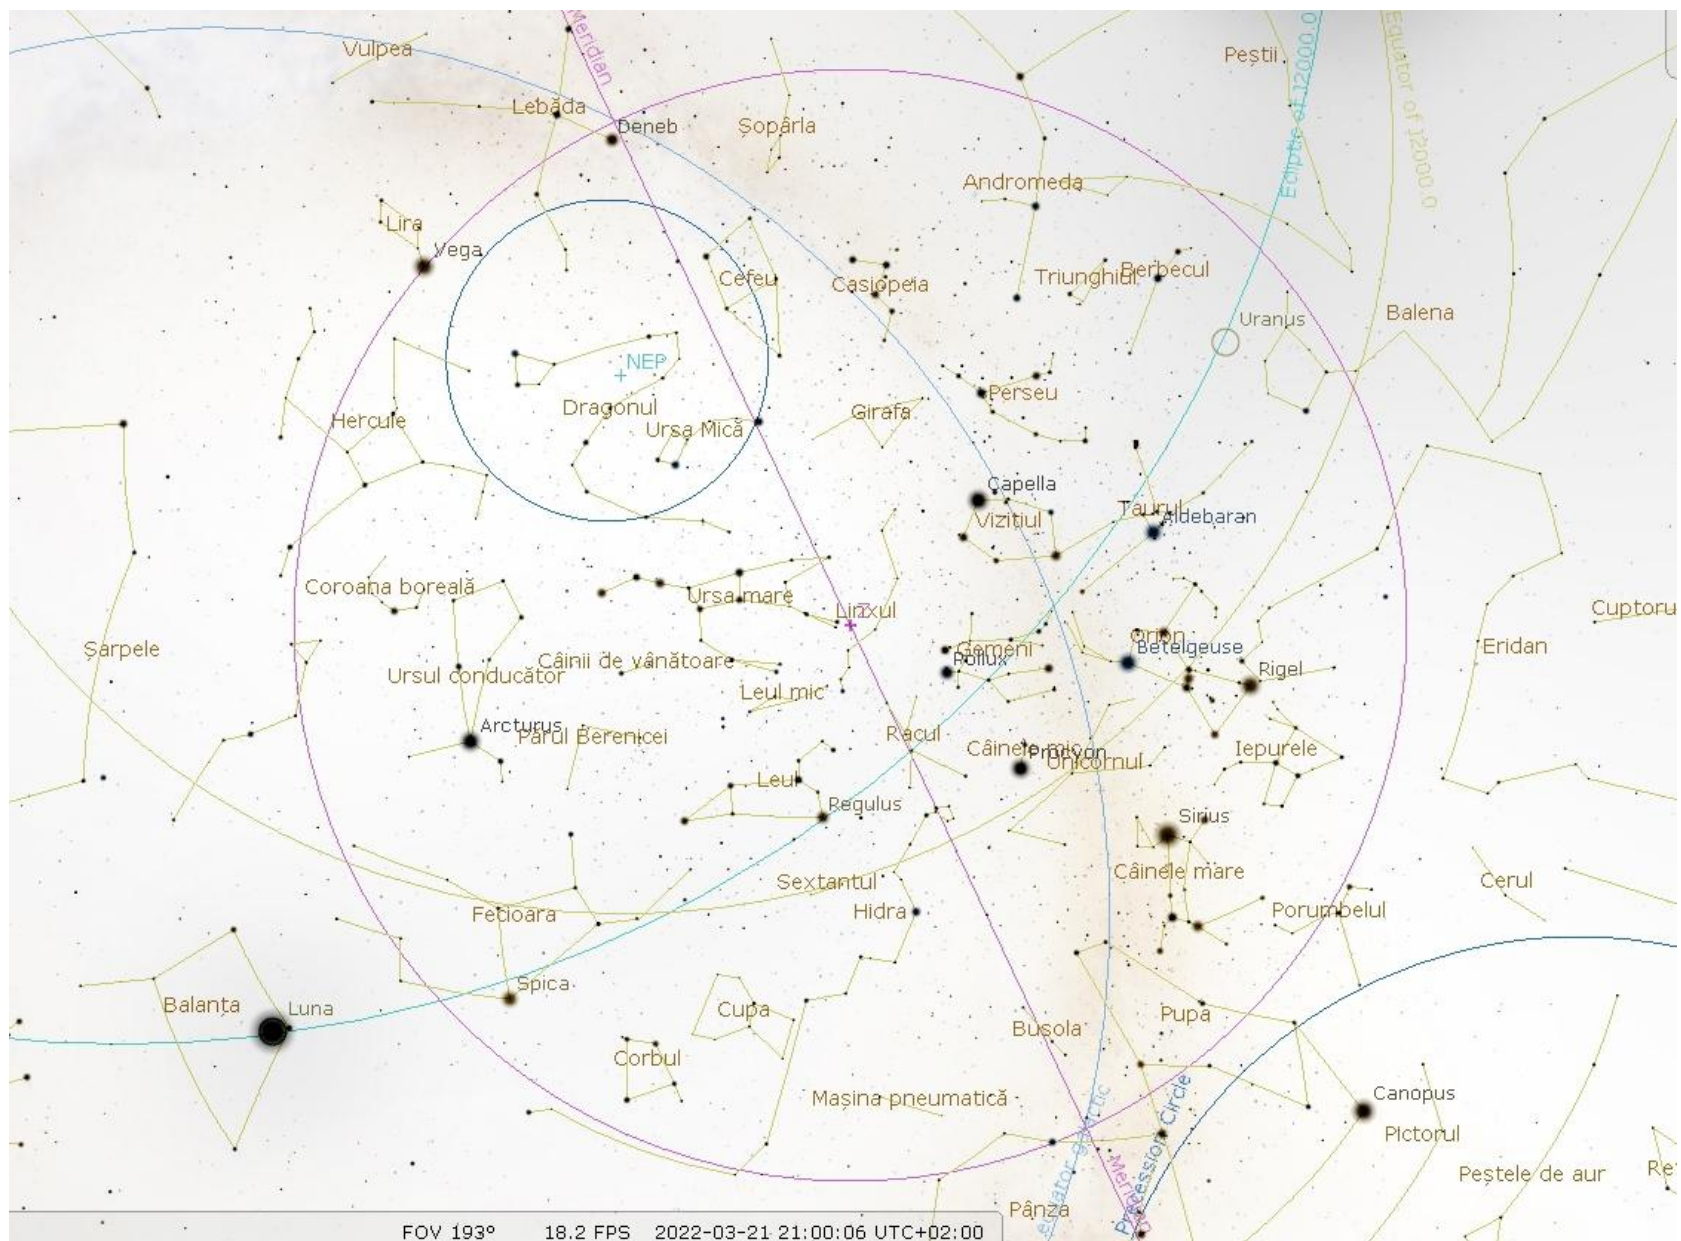 Meridian
Vulpea
Peștii
Ecliptic of J2000.0
Equator of J2000.0
Lebăda
Deneb
Șopârla
Andromeda
Lira
Vega
Cefeu
Casiopeia
Triunghiul
Berbecul
Uranus
Balena
NEP
Dragonul
Ursa Mică
Hercule
Girafa
Perseu
Capella
Vizitiul
Taurul
Aldebaran
Coroana boreală
Ursa mare
Linxul
Z
Cuptoru
Șarpele
Ursul conducător
Câinii de vânătoare
Gemeni
Pollux
Orion
Betelgeuse
Rigel
Eridan
Leul mic
Arcturus
Părul Berenicei
Racul
Câinele mic
Procyon
Unicornul
Iepurele
Leul
Regulus
Sirius
Sextantul
Câinele mare
Cerul
Fecioara
Hidra
Porumbelul
Spica
Balanța
Luna
Cupa
Busola
Pupa
Corbul
Mașina pneumatică
Canopus
Pictorul
Peștele de aur
Re
Pânza
equator galactic
Meridian
Precession Circle
FOV 193° 18.2 FPS 2022-03-21 21:00:06 UTC+02:00